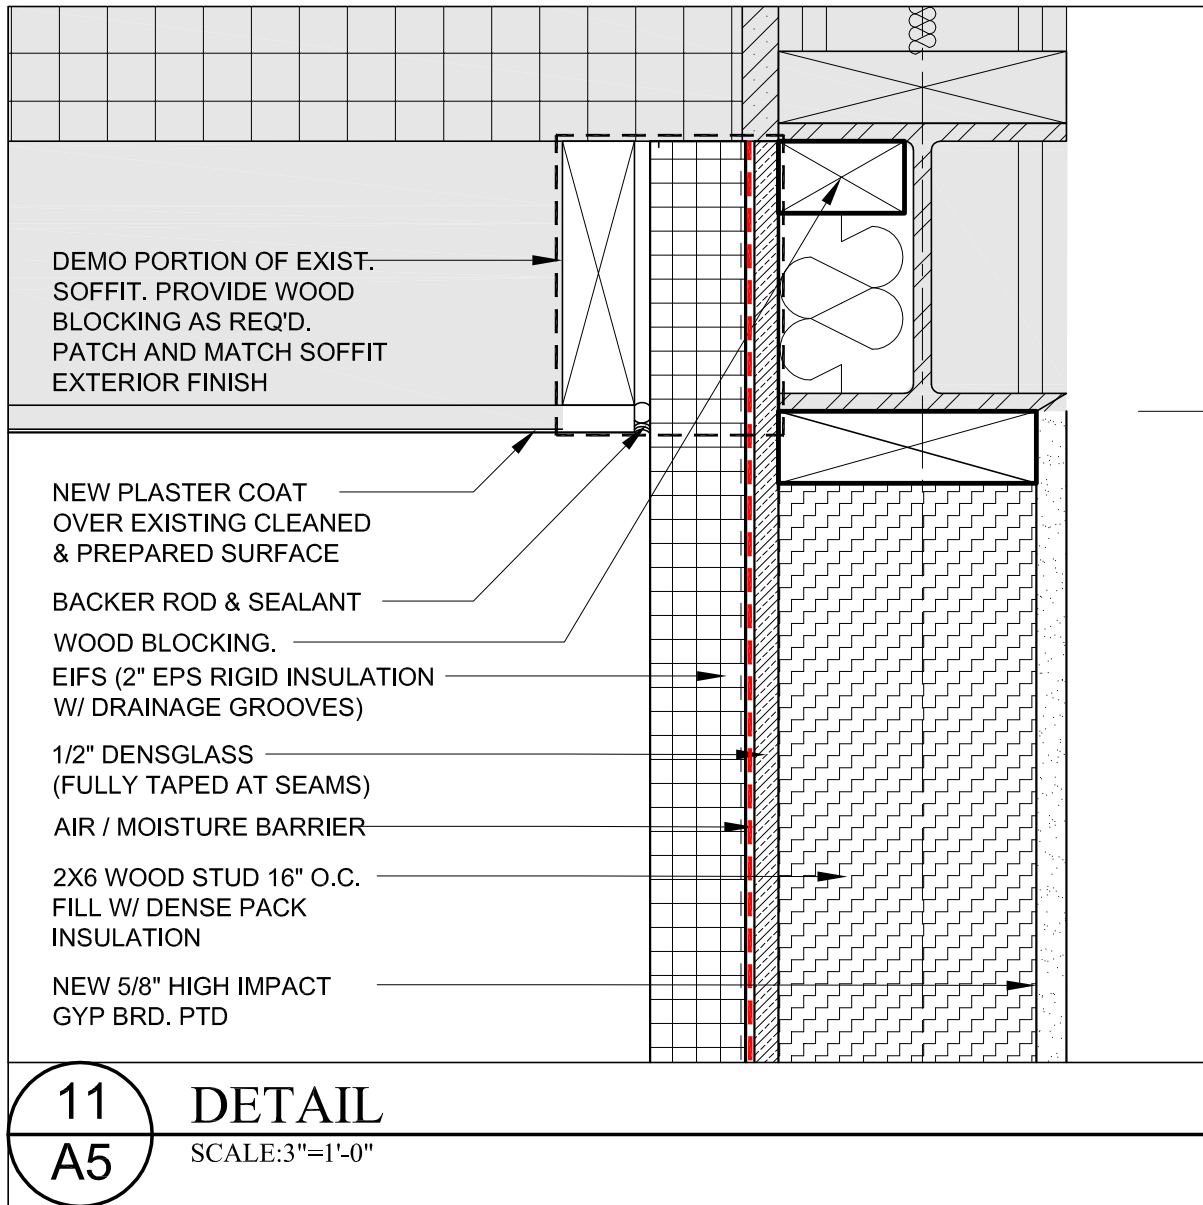 DEMO PORTION OF EXIST.
SOFFIT. PROVIDE WOOD
BLOCKING AS REQ'D.
PATCH AND MATCH SOFFIT
EXTERIOR FINISH
NEW PLASTER COAT
OVER EXISTING CLEANED
& PREPARED SURFACE
BACKER ROD & SEALANT
WOOD BLOCKING.
EIFS (2" EPS RIGID INSULATION
W/ DRAINAGE GROOVES)
1/2" DENSGLASS
(FULLY TAPED AT SEAMS)
AIR / MOISTURE BARRIER
2X6 WOOD STUD 16" O.C.
FILL W/ DENSE PACK
INSULATION
NEW 5/8" HIGH IMPACT
GYP BRD. PTD
11
A5
DETAIL
SCALE:3"=1'-0"